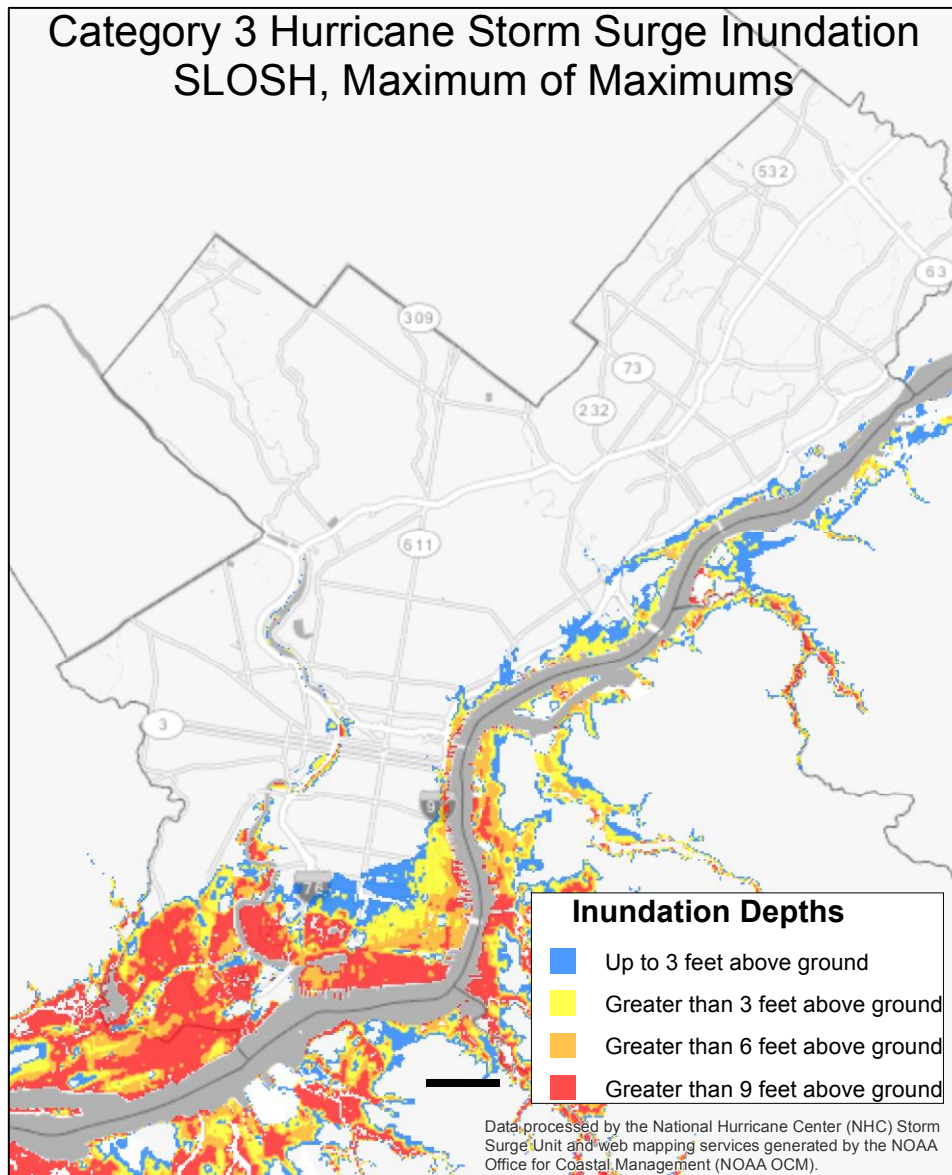 Category 3 Hurricane Storm Surge Inundation
SLOSH, Maximum of Maximums
532
63
309
73
232
611
3
9
76
Inundation Depths
Up to 3 feet above ground
Greater than 3 feet above ground
Greater than 6 feet above ground
Greater than 9 feet above ground
Data processed by the National Hurricane Center (NHC) Storm
Surge Unit and web mapping services generated by the NOAA
Office for Coastal Management (NOAA OCM).